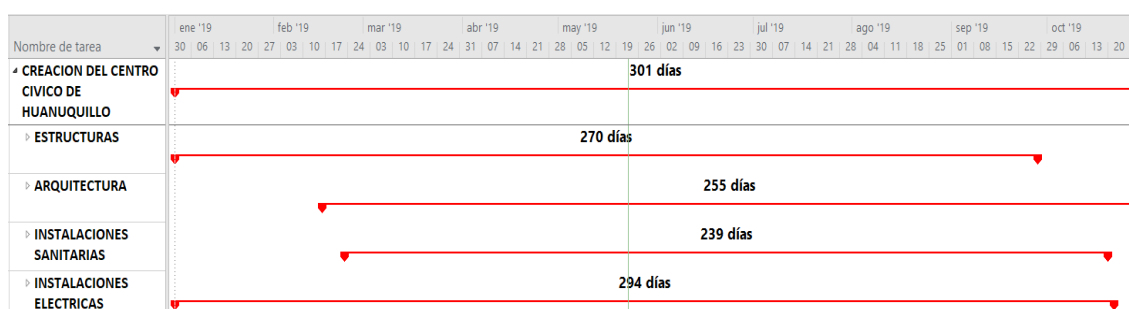 ene '19 feb '19 mar '19 abr '19 may '19 jun '19 jul '19 ago '19 sep '19 oct '19
Nombre de tarea 30 06 13 20 27 03 10 17 24 03 10 17 24 31 07 14 21 28 05 12 19 26 02 09 16 23 30 07 14 21 28 04 11 18 25 01 08 15 22 29 06 13 20
CREACION DEL CENTRO 301 días
CIVICO DE
HUANUQUILLO
ESTRUCTURAS 270 días
ARQUITECTURA 255 días
INSTALACIONES 239 días
SANITARIAS
INSTALACIONES 294 días
ELECTRICAS